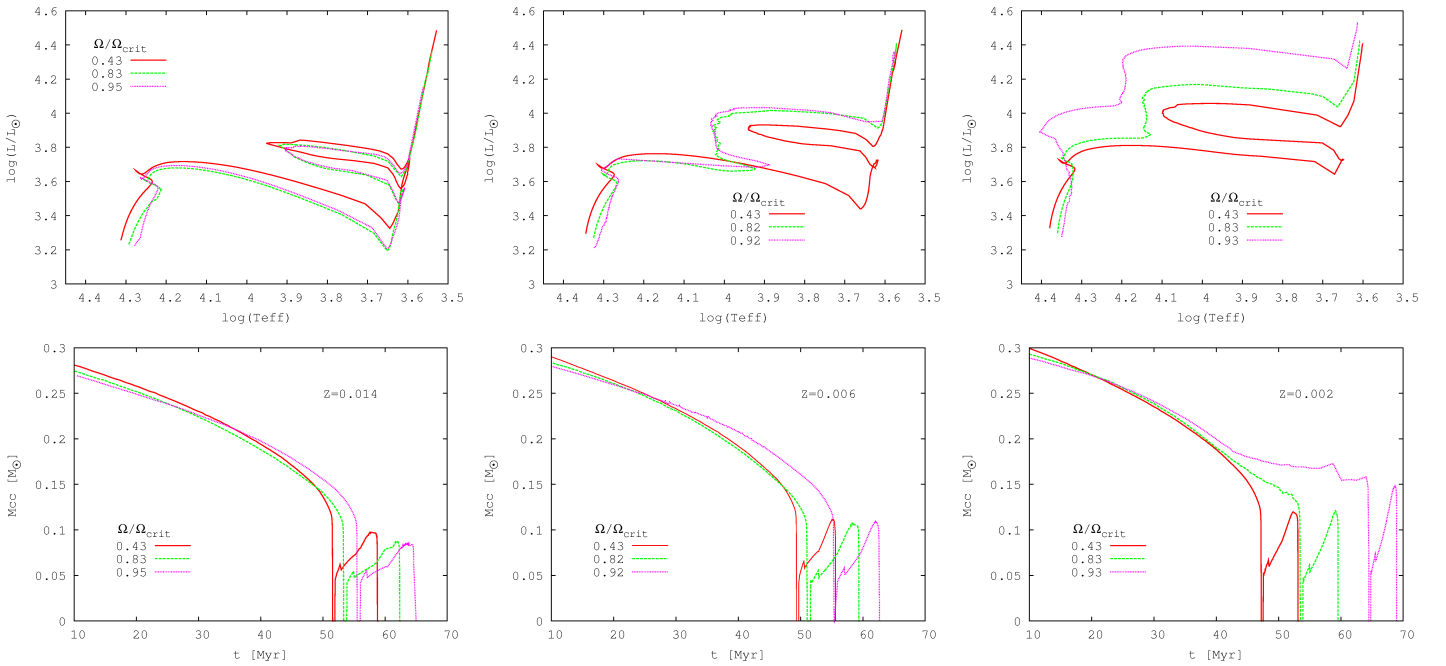 4.6
4.4
4.2
4
3.8
3.6
3.4
3.2
3
log(L/L☉)
Ω/Ωcrit
0.43
0.83
0.95
4.4 4.3 4.2 4.1 4 3.9 3.8 3.7 3.6 3.5
log(Teff)
4.6
4.4
4.2
4
3.8
3.6
3.4
3.2
3
log(L/L☉)
Ω/Ωcrit
0.43
0.82
0.92
4.4 4.3 4.2 4.1 4 3.9 3.8 3.7 3.6 3.5
log(Teff)
4.6
4.4
4.2
4
3.8
3.6
3.4
3.2
3
log(L/L☉)
Ω/Ωcrit
0.43
0.83
0.93
4.4 4.3 4.2 4.1 4 3.9 3.8 3.7 3.6 3.5
log(Teff)
0.3
0.25
0.2
0.15
0.1
0.05
0
Mcc [M☉]
Z=0.014
Ω/Ωcrit
0.43
0.83
0.95
10 20 30 40 50 60 70
t [Myr]
0.3
0.25
0.2
0.15
0.1
0.05
0
Mcc [M☉]
Z=0.006
Ω/Ωcrit
0.43
0.82
0.92
10 20 30 40 50 60 70
t [Myr]
0.3
0.25
0.2
0.15
0.1
0.05
0
Mcc [M☉]
Z=0.002
Ω/Ωcrit
0.43
0.83
0.93
10 20 30 40 50 60 70
t [Myr]